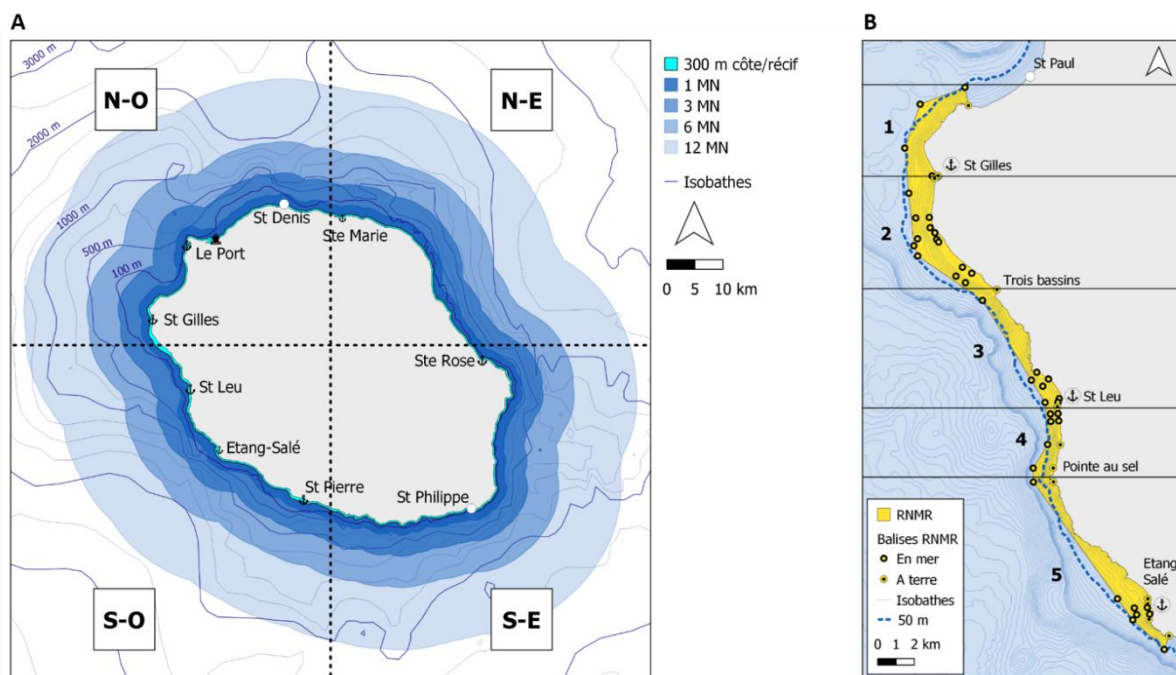 A
3000 m
2000 m
1000 m
500 m
100 m
N-O
N-E
St Denis
Ste Marie
Le Port
St Gilles
Ste Rose
St Leu
Etang-Salé
St Pierre
St Philippe
S-O
S-E
300 m côte/récif
1 MN
3 MN
6 MN
12 MN
Isobathes
0 5 10 km
B
St Paul
1
St Gilles
2
Trois bassins
3
St Leu
4
Pointe au sel
5
Etang
Salé
RNMR
Balises RNMR
En mer
A terre
Isobathes
50 m
0 1 2 km